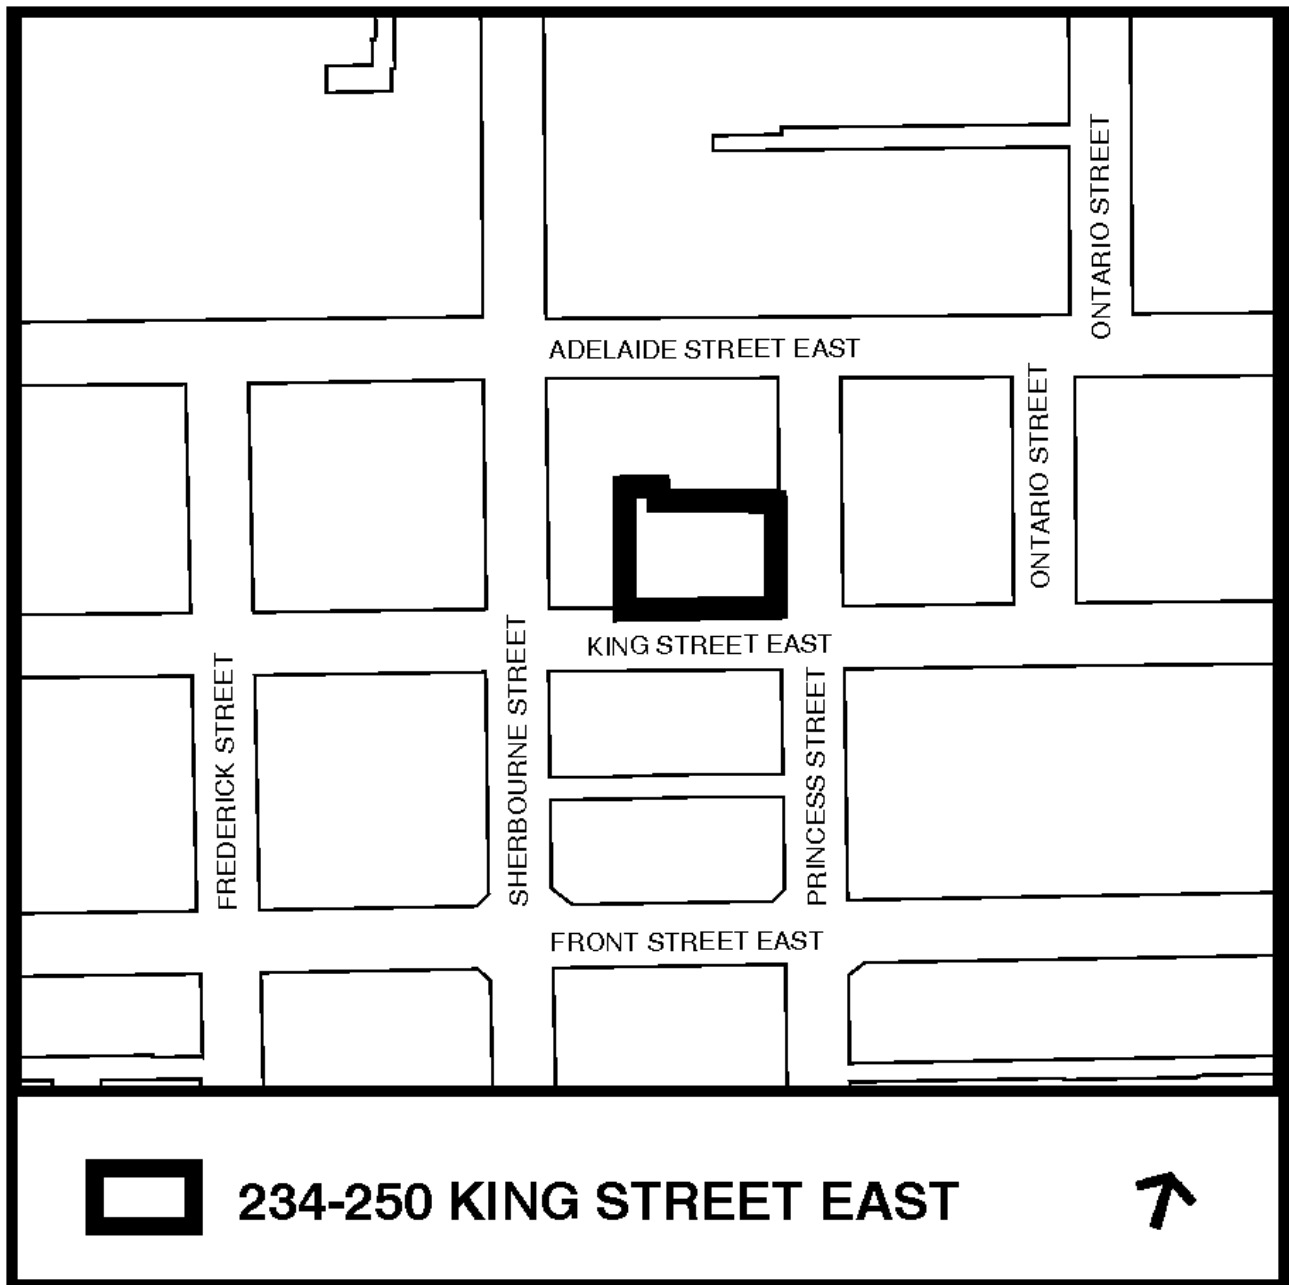 ONTARIO STREET
ADELAIDE STREET EAST
ONTARIO STREET
KING STREET EAST
FREDERICK STREET
SHERBOURNE STREET
PRINCESS STREET
FRONT STREET EAST
234-250 KING STREET EAST